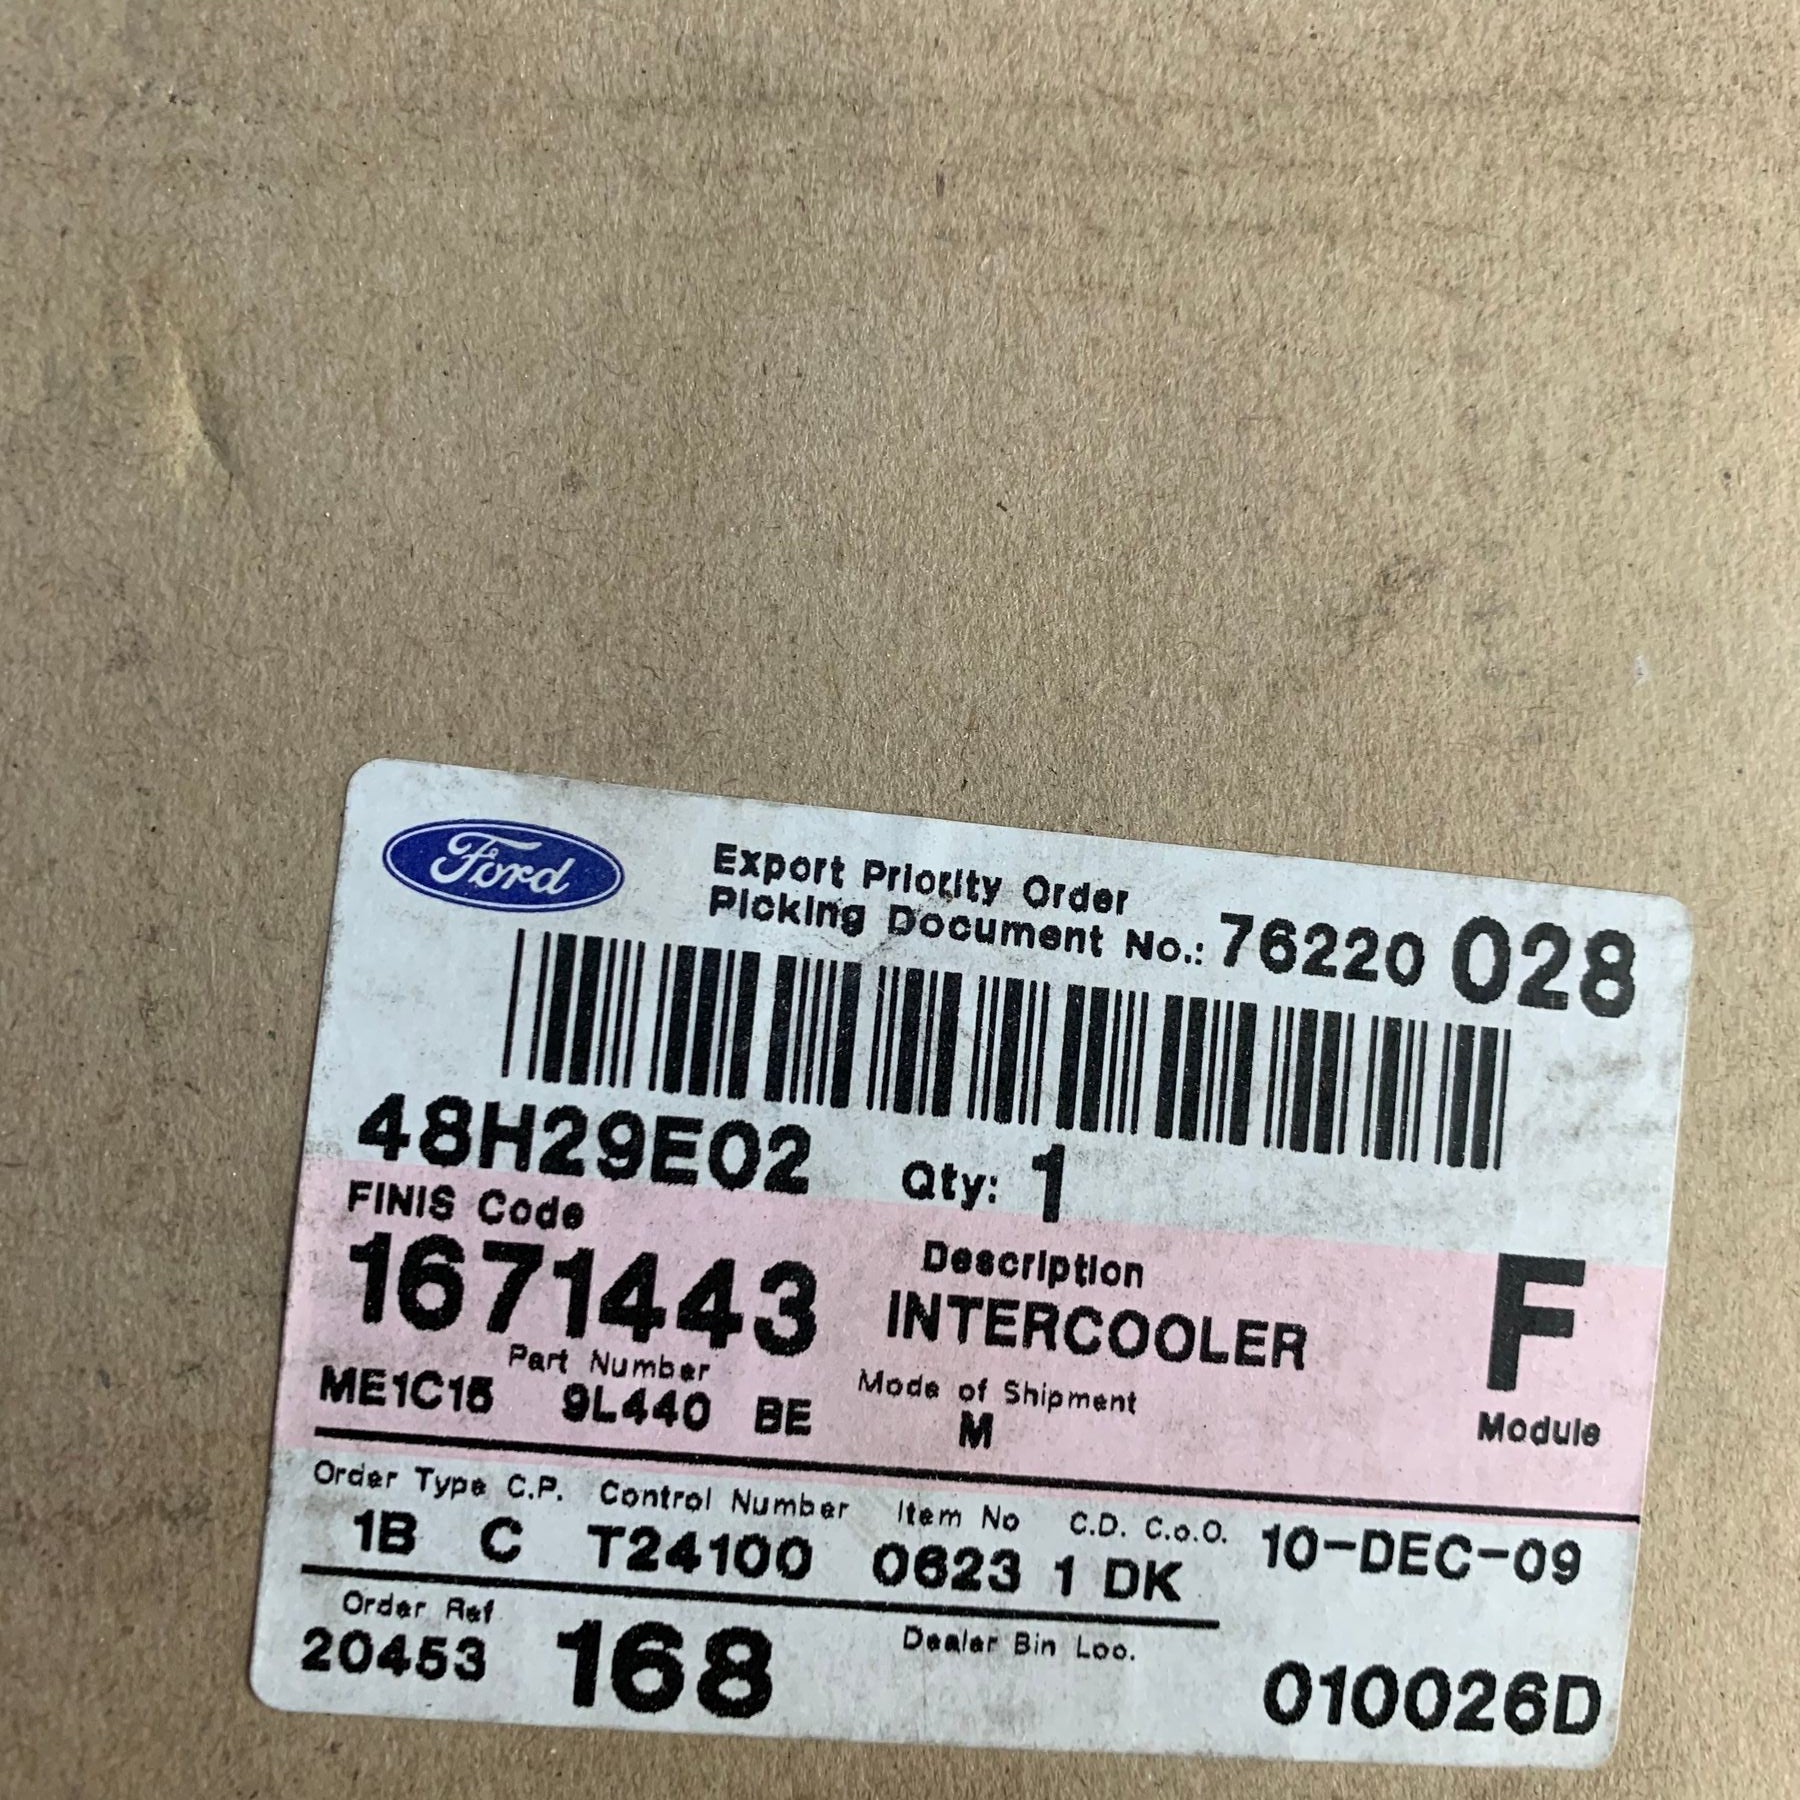 Ford
Export Priority Order
Picking Document No.: 76220 028
48H29E02 Qty: 1
FINIS Code
1671443
Description
INTERCOOLER
F
Module
Part Number
ME1C15 9L440 BE
Mode of Shipment
M
Order Type C.P. Control Number Item No C.D. C.o.O.
1B C T24100 0623 1 DK 10-DEC-09
Order Ref
20453 168
Dealer Bin Loc.
010026D